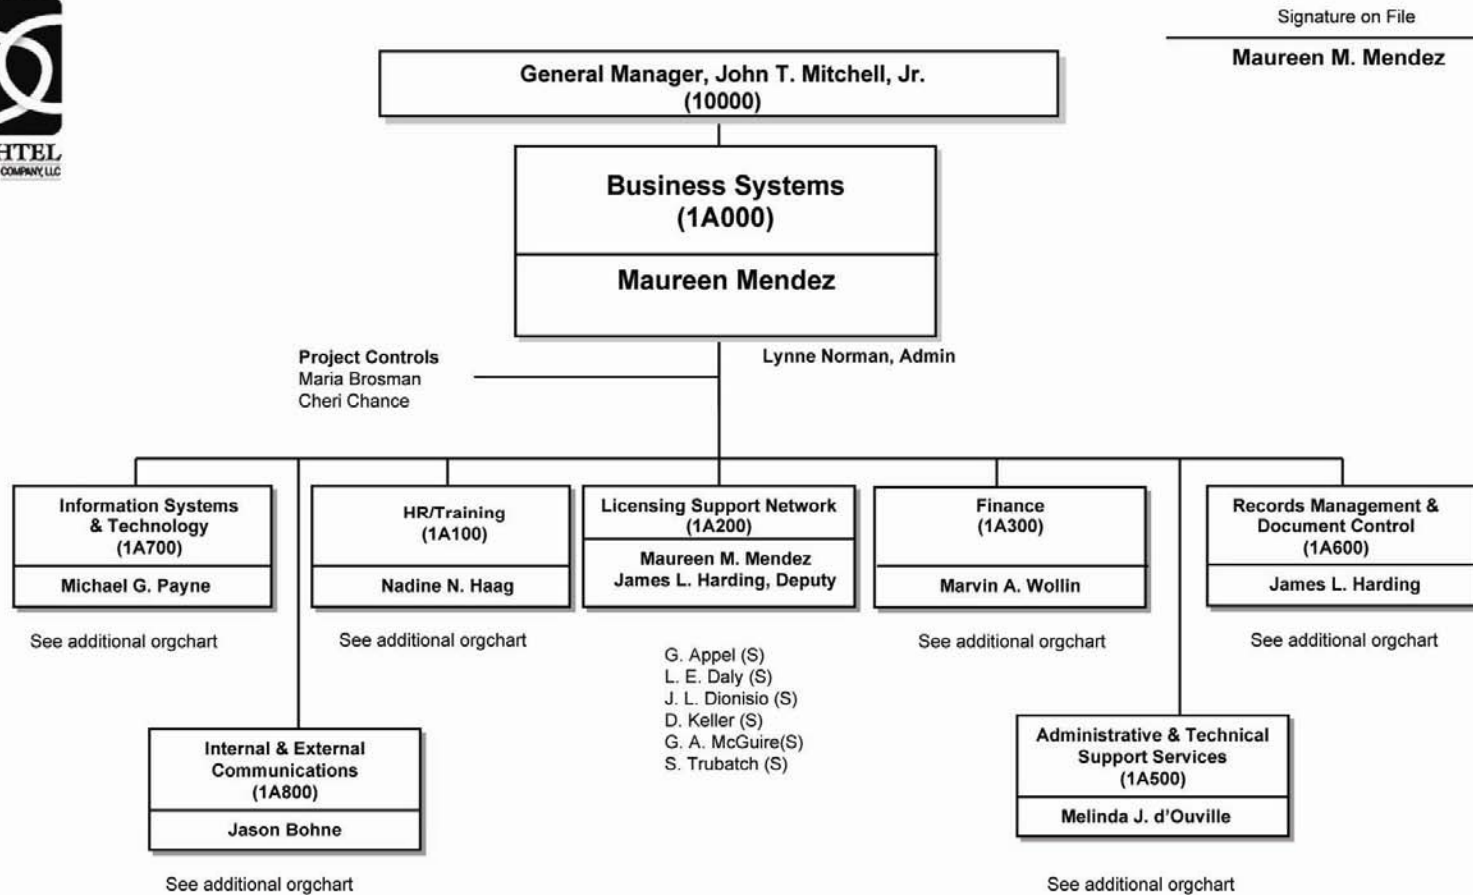 HTEL
COMPANY, LLC
Signature on File
Maureen M. Mendez
General Manager, John T. Mitchell, Jr.
(10000)
Business Systems
(1A000)
Maureen Mendez
Project Controls
Maria Brosman
Cheri Chance
Lynne Norman, Admin
Information Systems
& Technology
(1A700)
Michael G. Payne
See additional orgchart
HR/Training
(1A100)
Nadine N. Haag
See additional orgchart
Licensing Support Network
(1A200)
Maureen M. Mendez
James L. Harding, Deputy
G. Appel (S)
L. E. Daly (S)
J. L. Dionisio (S)
D. Keller (S)
G. A. McGuire(S)
S. Trubatch (S)
Finance
(1A300)
Marvin A. Wollin
See additional orgchart
Records Management &
Document Control
(1A600)
James L. Harding
See additional orgchart
Internal & External
Communications
(1A800)
Jason Bohne
See additional orgchart
Administrative & Technical
Support Services
(1A500)
Melinda J. d'Ouville
See additional orgchart